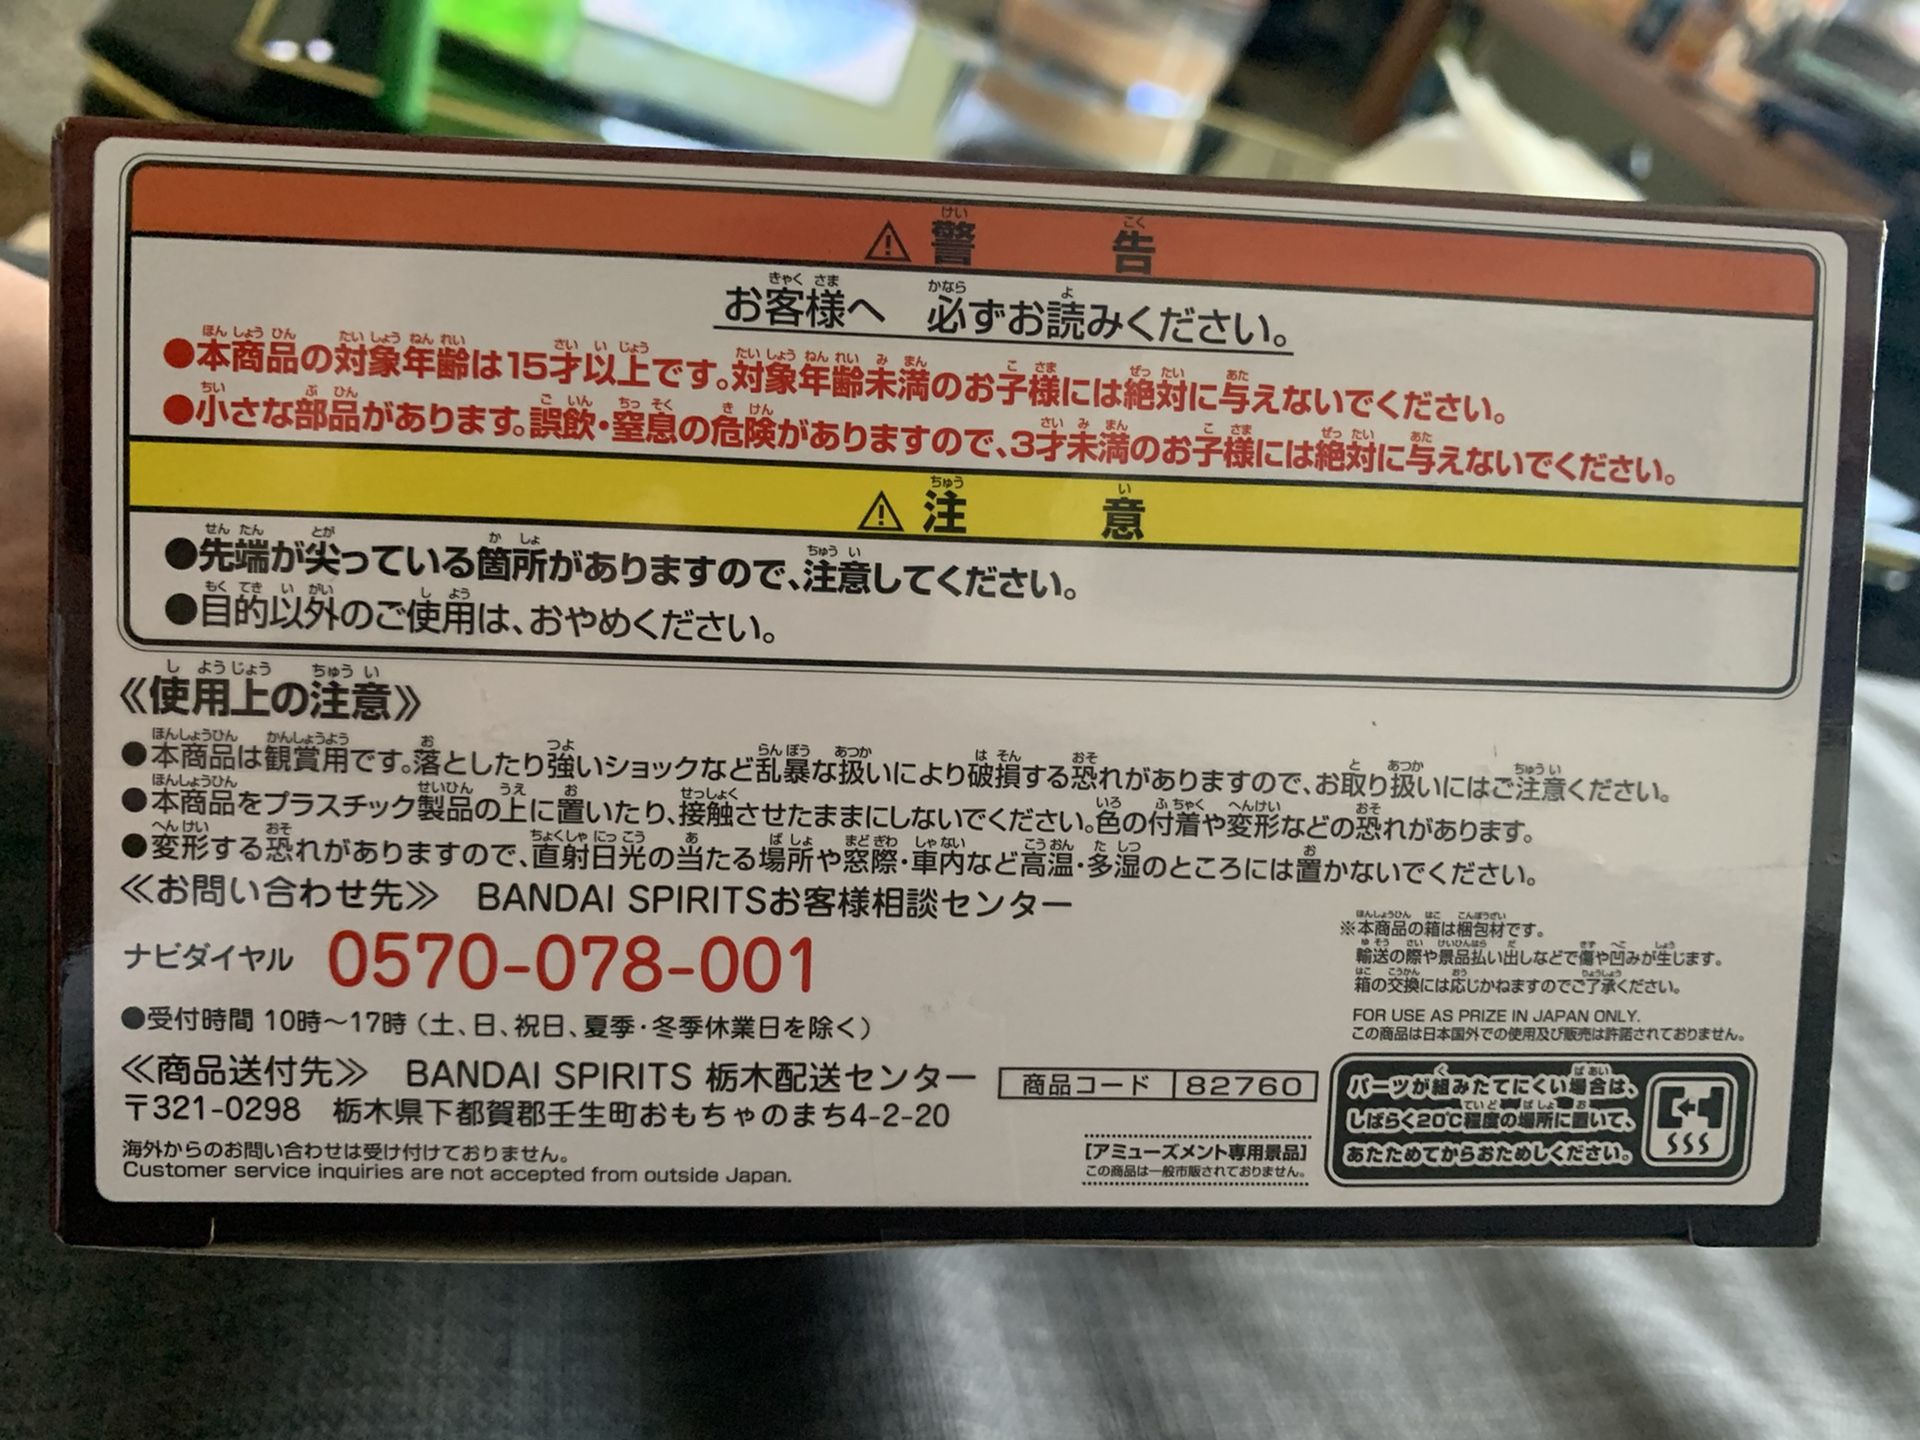 ⚠警告
お客様へ 必ずお読みください。
●本商品の対象年齢は15才以上です。対象年齢未満のお子様には絶対に与えないでください。
●小さな部品があります。誤飲・窒息の危険がありますので、3才未満のお子様には絶対に与えないでください。
⚠注意
●先端が尖っている箇所がありますので、注意してください。
●目的以外のご使用は、おやめください。
《使用上の注意》
●本商品は観賞用です。落としたり強いショックなど乱暴な扱いにより破損する恐れがありますので、お取り扱いにはご注意ください。
●本商品をプラスチック製品の上に置いたり、接触させたままにしないでください。色の付着や変形などの恐れがあります。
●変形する恐れがありますので、直射日光の当たる場所や窓際・車内など高温・多湿のところには置かないでください。
≪お問い合わせ先≫ BANDAI SPIRITSお客様相談センター
ナビダイヤル 0570-078-001
●受付時間 10時～17時（土、日、祝日、夏季・冬季休業日を除く）
≪商品送付先≫ BANDAI SPIRITS 栃木配送センター
〒321-0298 栃木県下都賀郡壬生町おもちゃのまち4-2-20
海外からのお問い合わせは受け付けておりません。
Customer service inquiries are not accepted from outside Japan.
商品コード 82760
[アミューズメント専用景品]
この商品は一般市販されておりません。
※本商品の箱は梱包材です。
輸送の際や景品払い出しなどで傷や凹みが生じます。
箱の交換には応じかねますのでご了承ください。
FOR USE AS PRIZE IN JAPAN ONLY.
この商品は日本国外での使用及び販売は許諾されておりません。
パーツが組みたてにくい場合は、
しばらく20℃程度の場所に置いて、
あたためてからおためしください。